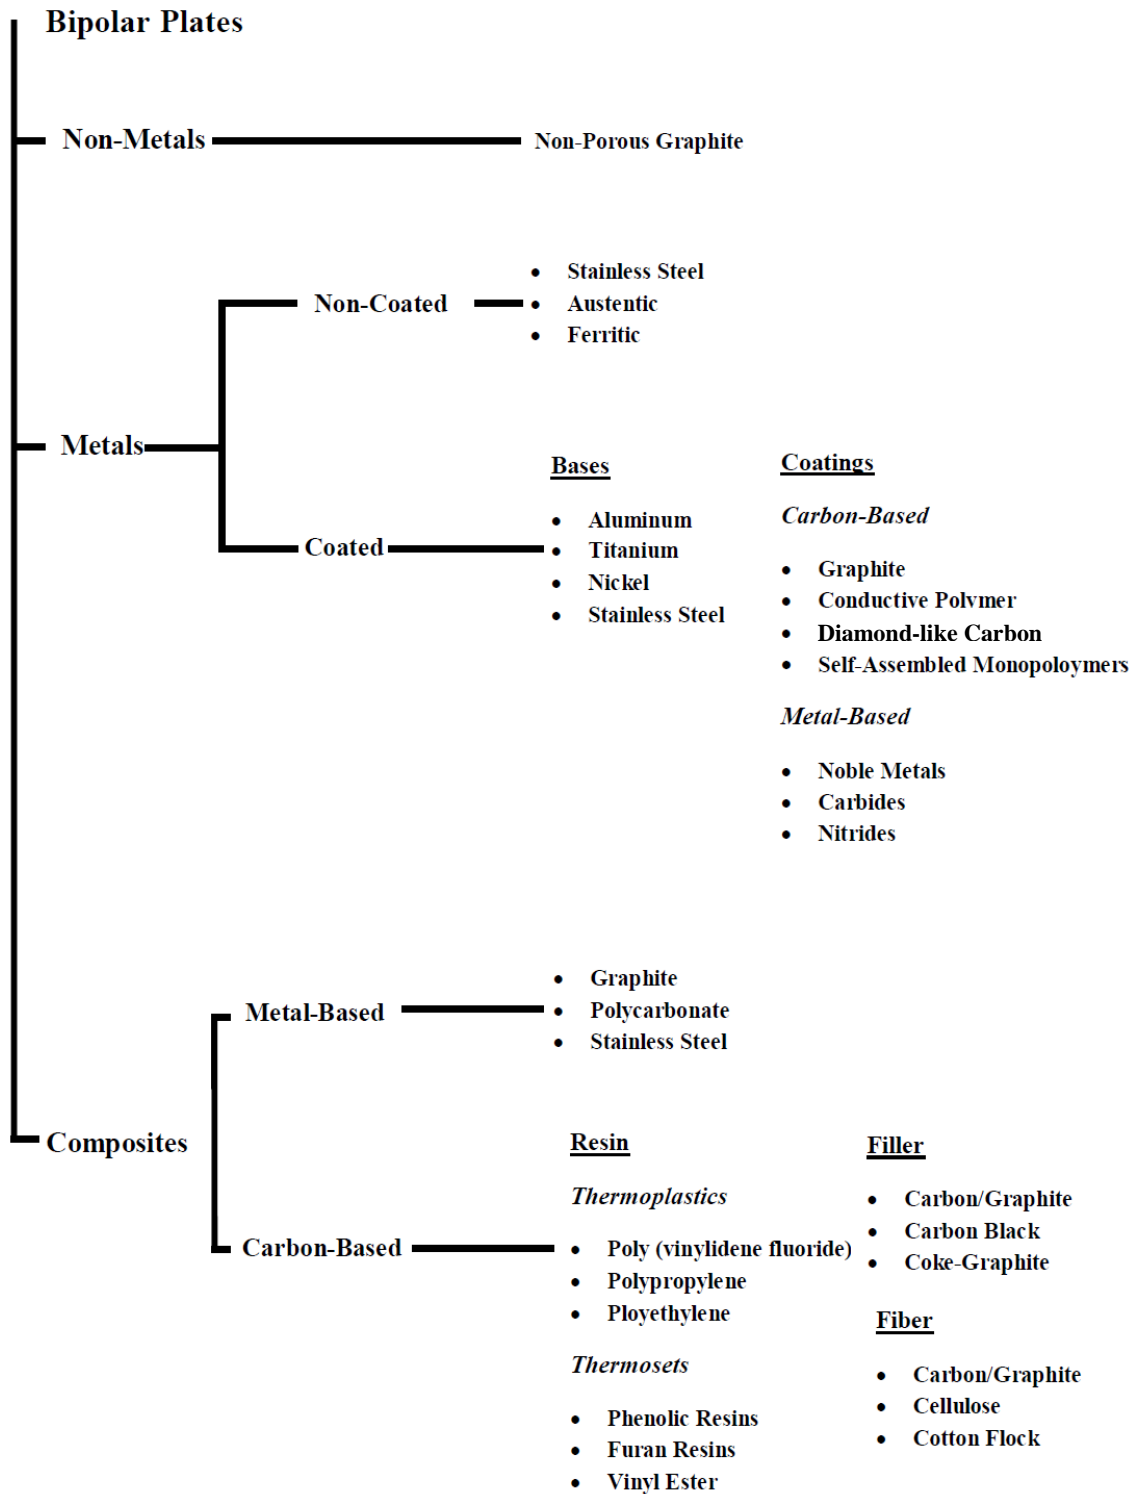 Bipolar Plates
Non-Metals
Non-Porous Graphite
Non-Coated
• Stainless Steel
• Austentic
• Ferritic
Metals
Coated
Bases
• Aluminum
• Titanium
• Nickel
• Stainless Steel
Coatings
Carbon-Based
• Graphite
• Conductive Polvmer
• Diamond-like Carbon
• Self-Assembled Monopoloymers
Metal-Based
• Noble Metals
• Carbides
• Nitrides
Composites
Metal-Based
• Graphite
• Polycarbonate
• Stainless Steel
Carbon-Based
Resin
Thermoplastics
• Poly (vinylidene fluoride)
• Polypropylene
• Ployethylene
Thermosets
• Phenolic Resins
• Furan Resins
• Vinyl Ester
Filler
• Carbon/Graphite
• Carbon Black
• Coke-Graphite
Fiber
• Carbon/Graphite
• Cellulose
• Cotton Flock